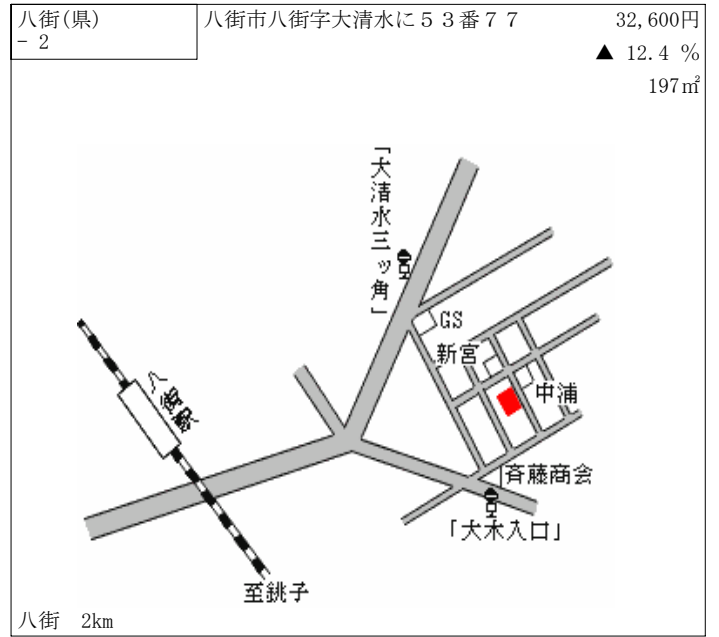 八街(県)
- 2
八街市八街字大清水に５３番７７
32,600円
▲ 12.4 %
197㎡
「大清水三ッ角」
GS
新宮
中浦
八街駅
斉藤商会
「大木入口」
至銚子
八街 2km